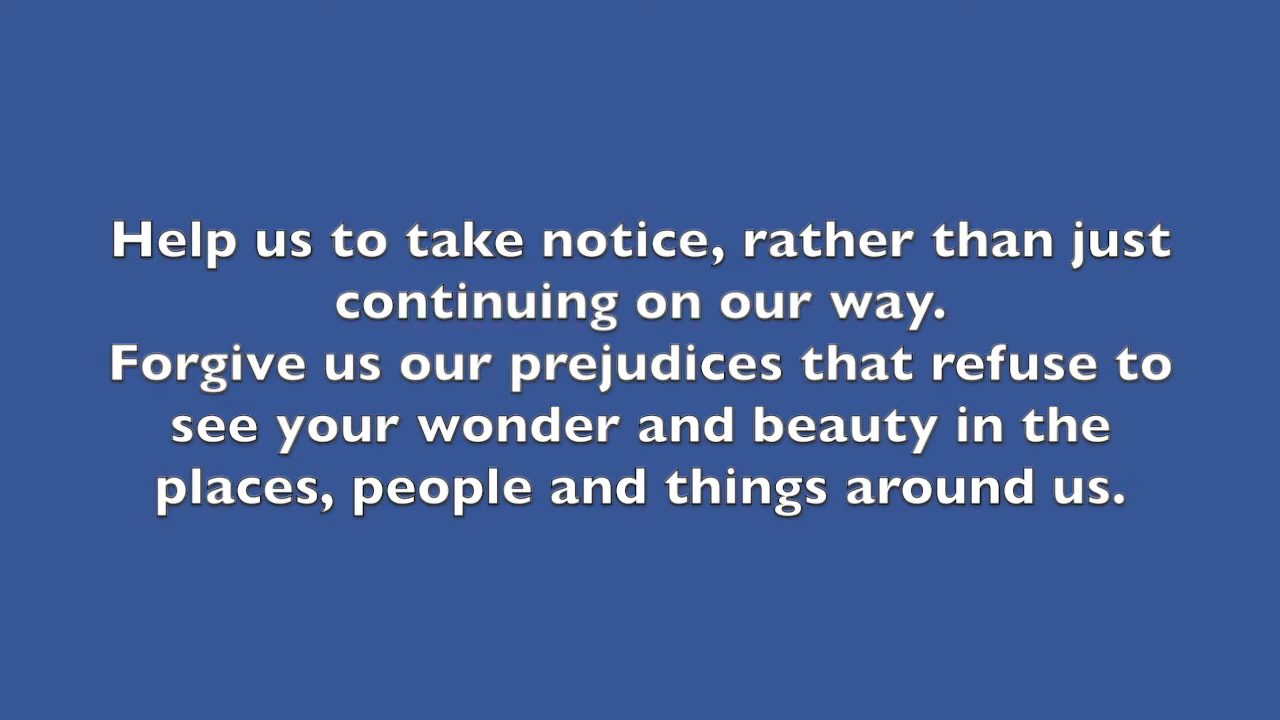 Help us to take notice, rather than just
continuing on our way.
Forgive us our prejudices that refuse to
see your wonder and beauty in the
places, people and things around us.